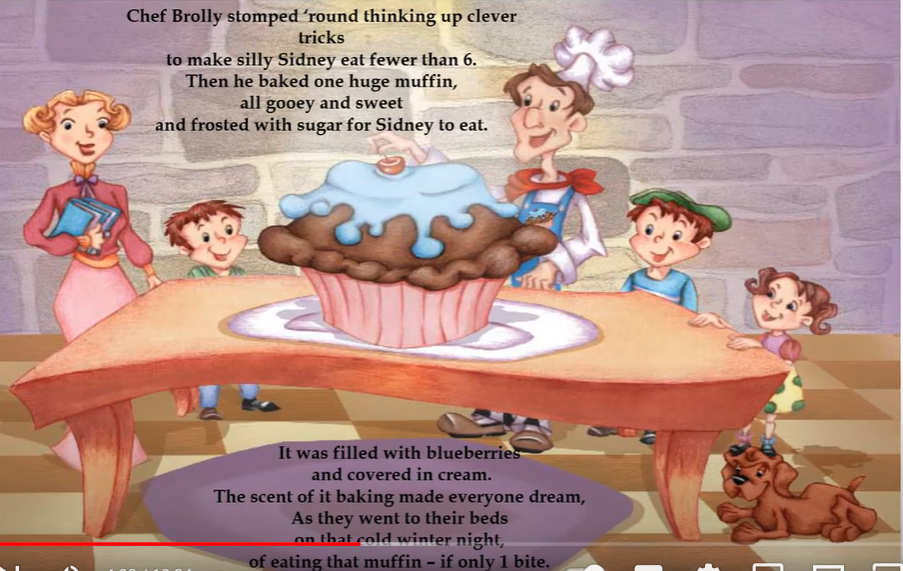 Chef Brolly stomped ‘round thinking up clever
tricks
to make silly Sidney eat fewer than 6.
Then he baked one huge muffin,
all gooey and sweet
and frosted with sugar for Sidney to eat.
It was filled with blueberries
and covered in cream.
The scent of it baking made everyone dream,
As they went to their beds
on that cold winter night,
of eating that muffin – if only 1 bite.